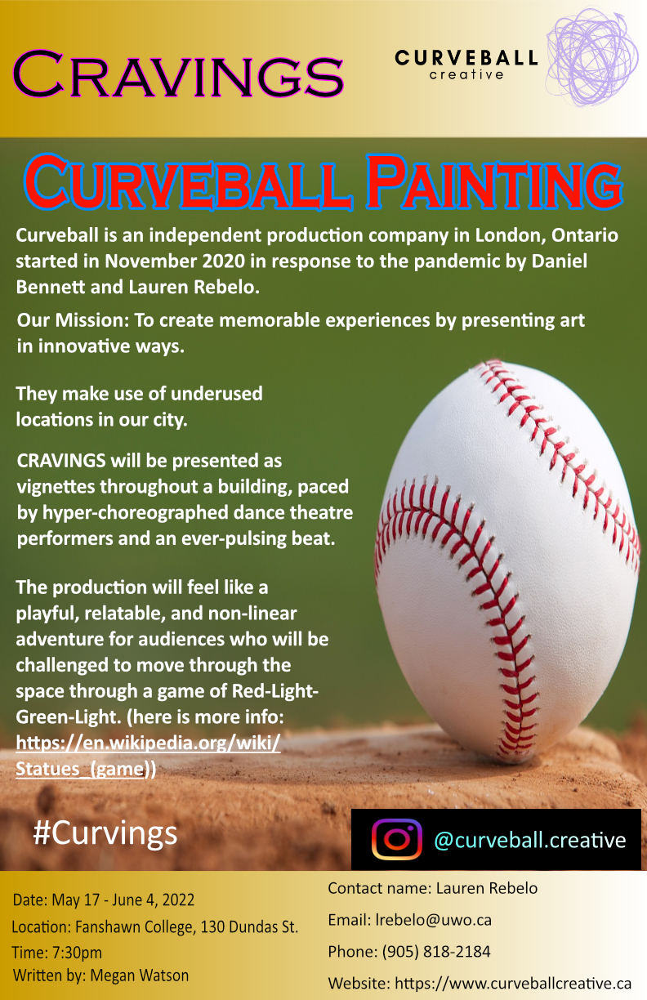 CRAVINGS
CURVEBALL
creative
CURVEBALL PAINTING
Curveball is an independent production company in London, Ontario
started in November 2020 in response to the pandemic by Daniel
Bennett and Lauren Rebelo.
Our Mission: To create memorable experiences by presenting art
in innovative ways.
They make use of underused
locations in our city.
CRAVINGS will be presented as
vignettes throughout a building, paced
by hyper-choreographed dance theatre
performers and an ever-pulsing beat.
The production will feel like a
playful, relatable, and non-linear
adventure for audiences who will be
challenged to move through the
space through a game of Red-Light-
Green-Light. (here is more info:
https://en.wikipedia.org/wiki/
Statues_(game))
#Curvings
@curveball.creative
Date: May 17 - June 4, 2022
Location: Fanshawn College, 130 Dundas St.
Time: 7:30pm
Written by: Megan Watson
Contact name: Lauren Rebelo
Email: lrebelo@uwo.ca
Phone: (905) 818-2184
Website: https://www.curveballcreative.ca